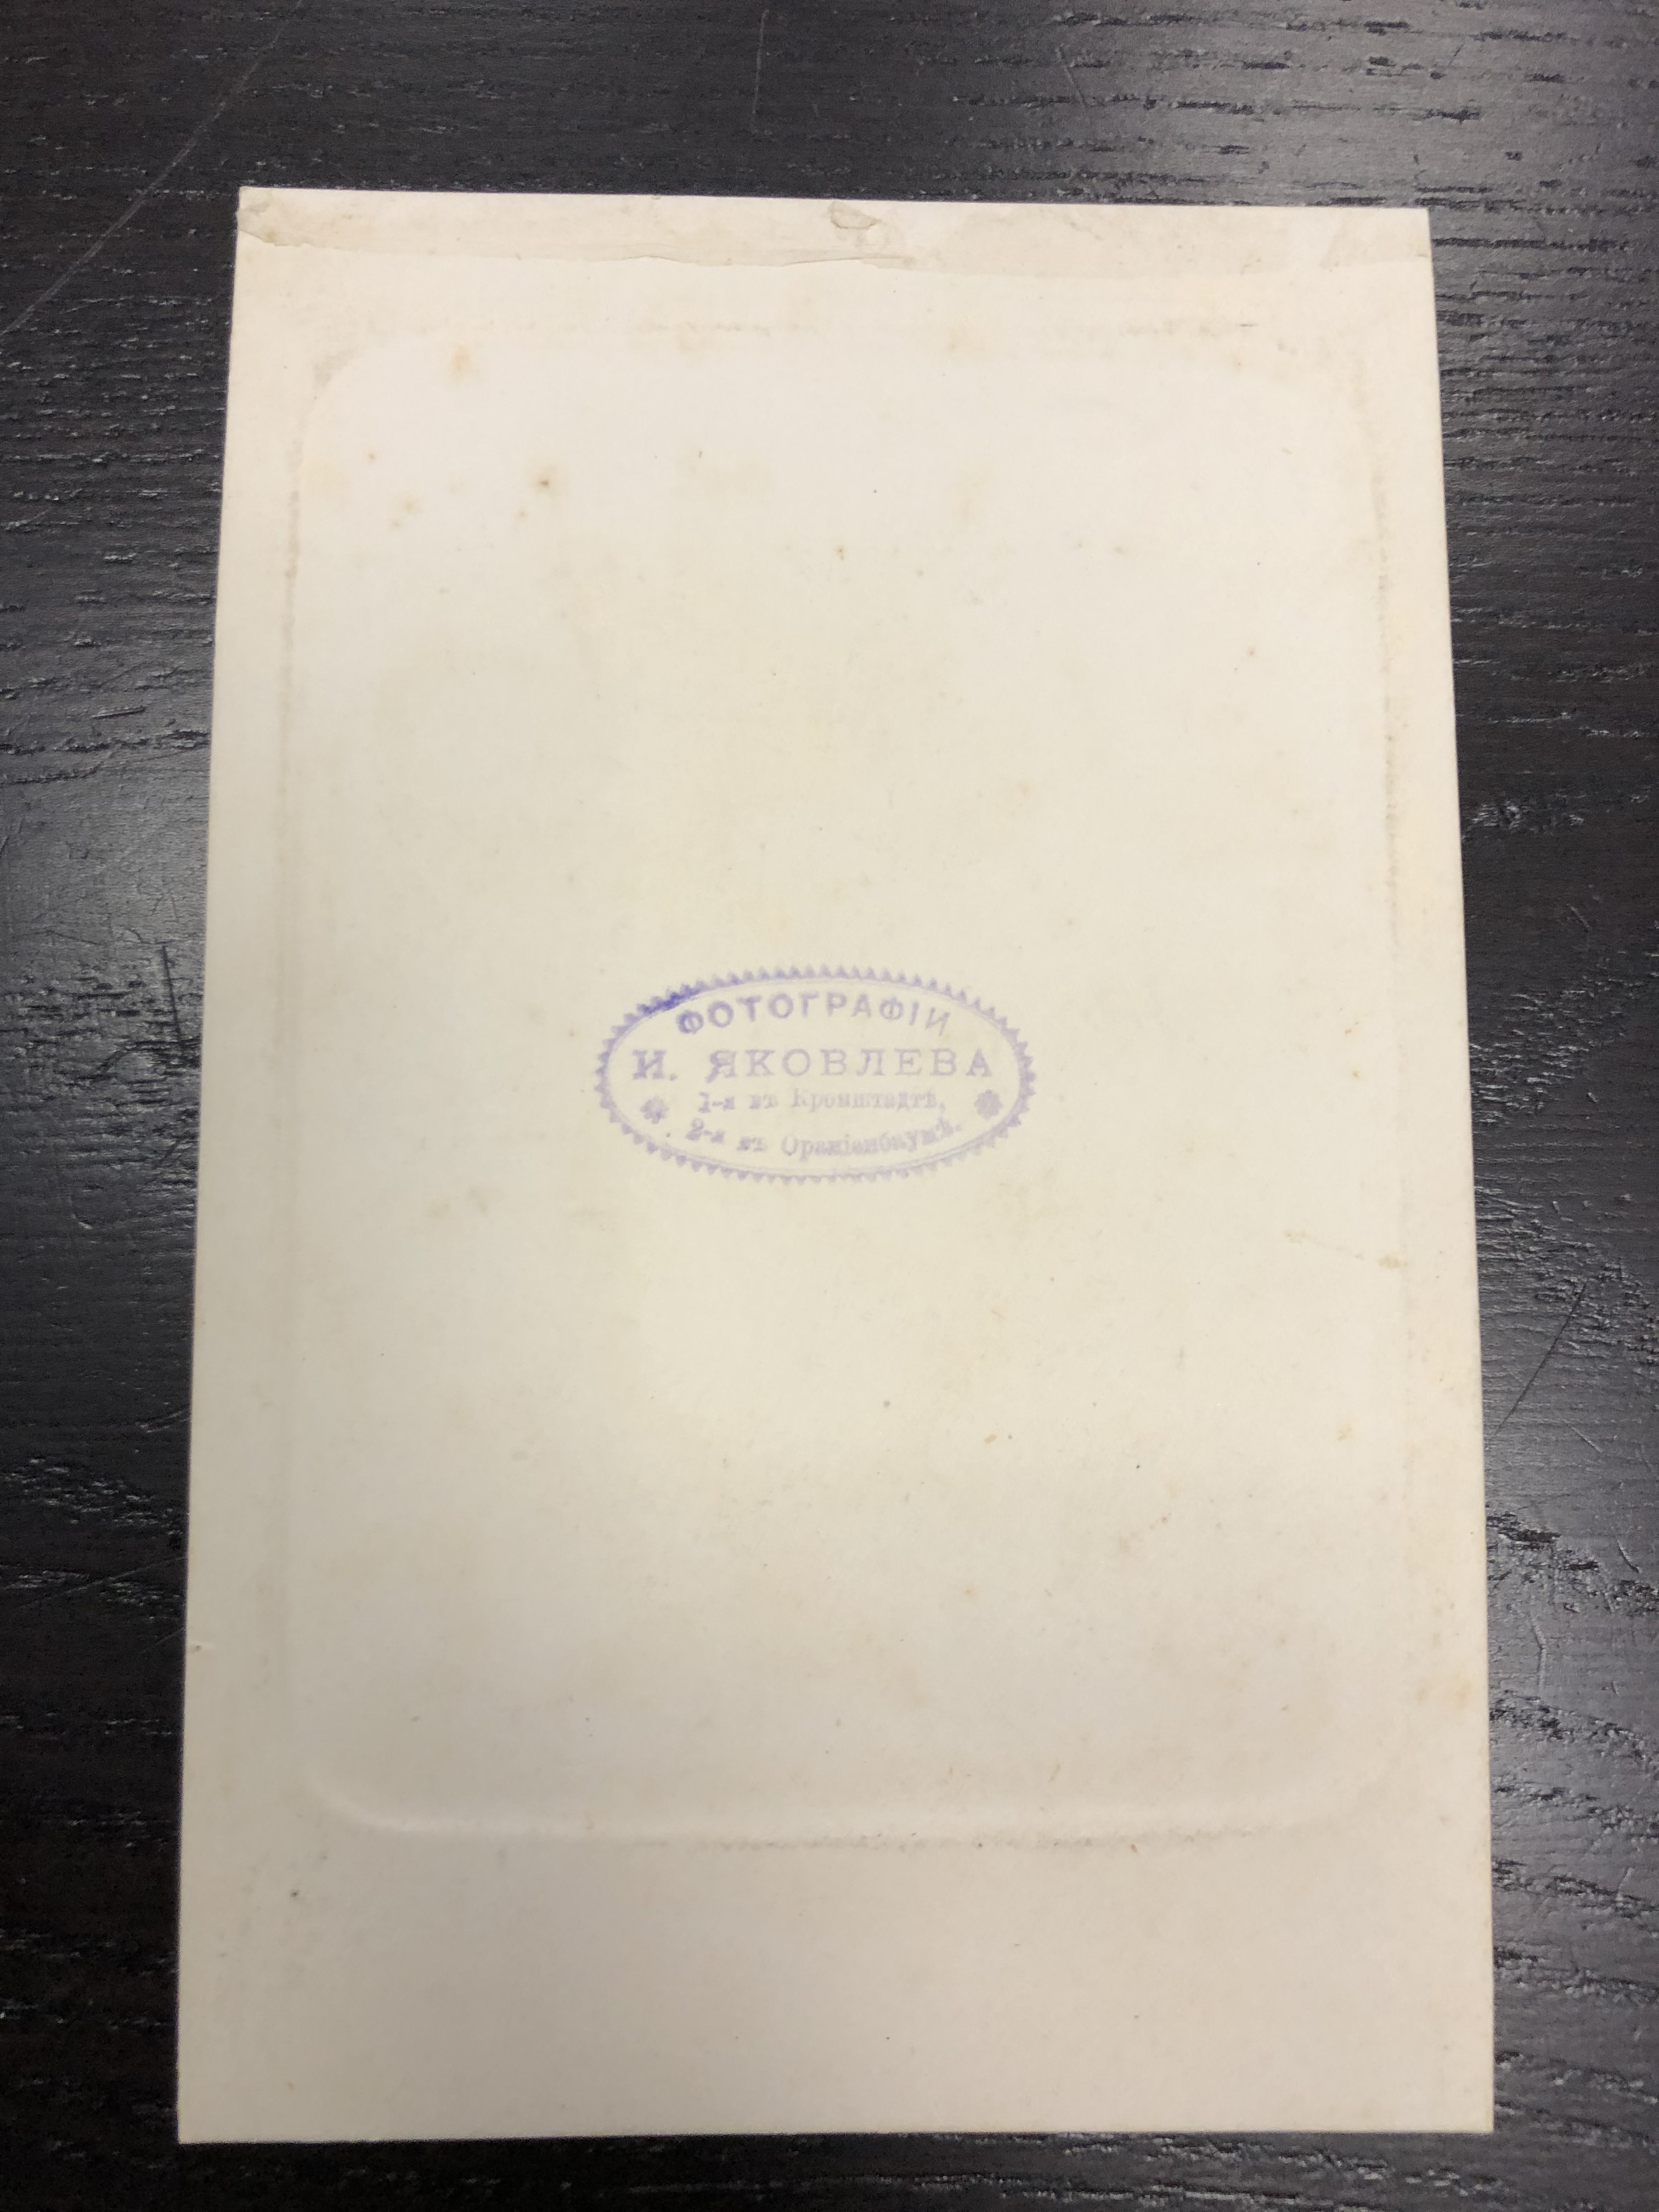 ФОТОГРАФІИ
И. ЯКОВЛЕВА
1-я въ Кронштадтѣ,
2-я въ Ораніенбаумѣ.